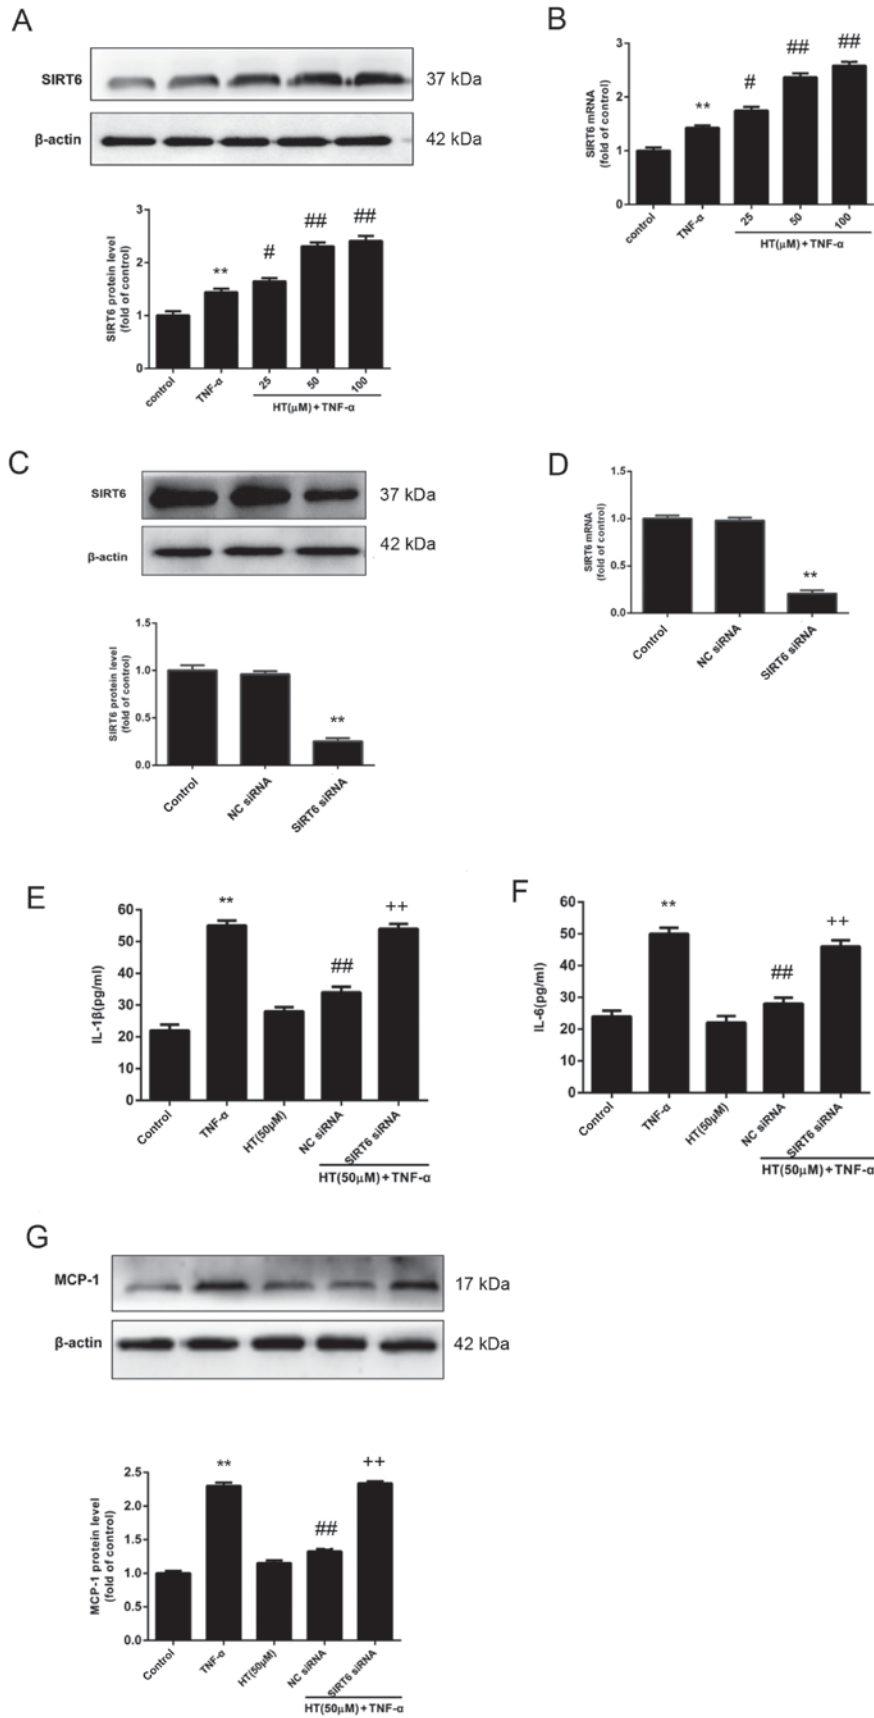 A
SIRT6
37 kDa
β-actin
42 kDa
SIRT6 protein level
(fold of control)
3
2
1
0
**
#
##
##
control
TNF-α
25
50
100
HT(μM)+TNF-α
B
SIRT6 mRNA
(fold of control)
3
2
1
0
**
#
##
##
control
TNF-α
25
50
100
HT(μM)+TNF-α
C
SIRT6
37 kDa
β-actin
42 kDa
SIRT6 protein level
(fold of control)
1.5
1.0
0.5
0.0
**
Control
NC siRNA
SIRT6 siRNA
D
SIRT6 mRNA
(fold of control)
1.5
1.0
0.5
0.0
**
Control
NC siRNA
SIRT6 siRNA
E
IL-1β(pg/ml)
60
50
40
30
20
10
0
**
##
++
Control
TNF-α
HT(50μM)
NC siRNA
SIRT6 siRNA
HT(50μM)+TNF-α
F
IL-6(pg/ml)
60
50
40
30
20
10
0
**
##
++
Control
TNF-α
HT(50μM)
NC siRNA
SIRT6 siRNA
HT(50μM)+TNF-α
G
MCP-1
17 kDa
β-actin
42 kDa
MCP-1 protein level
(fold of control)
2.5
2.0
1.5
1.0
0.5
0.0
**
##
++
Control
TNF-α
HT(50μM)
NC siRNA
SIRT6 siRNA
HT(50μM)+TNF-α